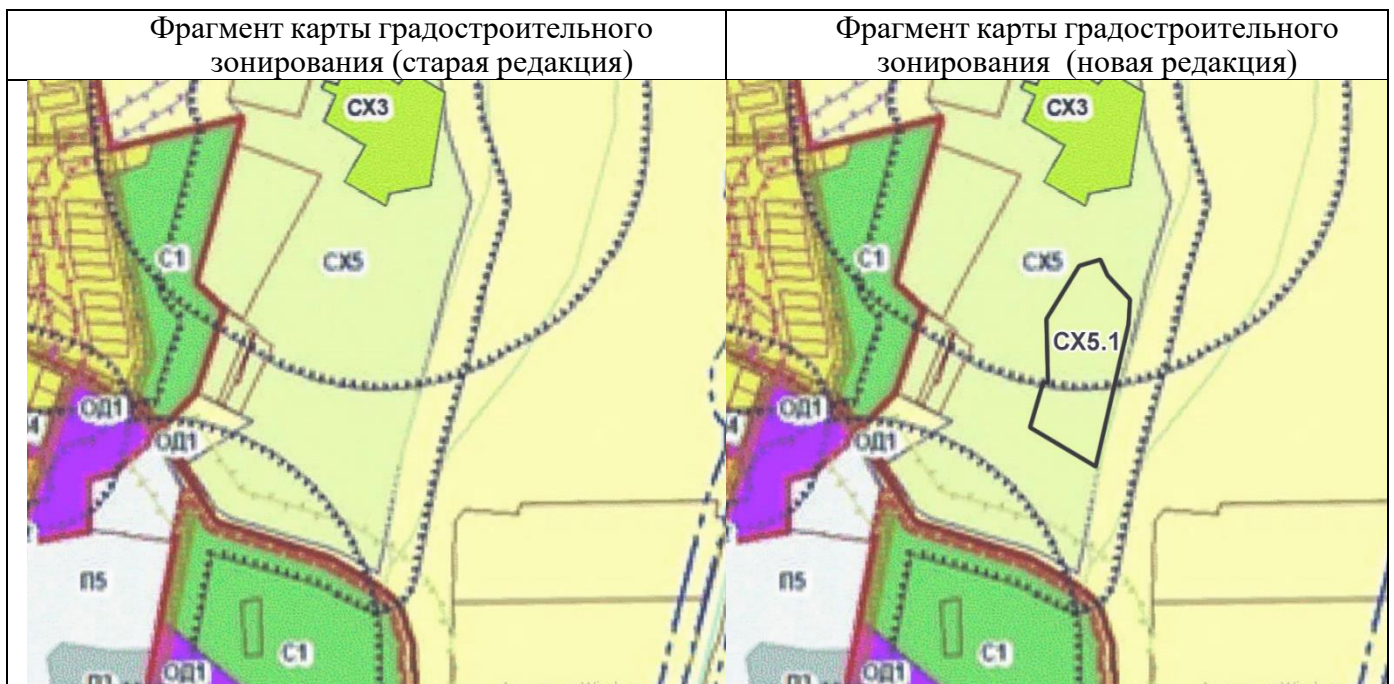 Фрагмент карты градостроительного
зонирования (старая редакция)
Фрагмент карты градостроительного
зонирования (новая редакция)
СХ3
С1
СХ5
ОД1
ОД1
П5
С1
ОД1
СХ3
С1
СХ5
СХ5.1
ОД1
ОД1
П5
С1
ОД1